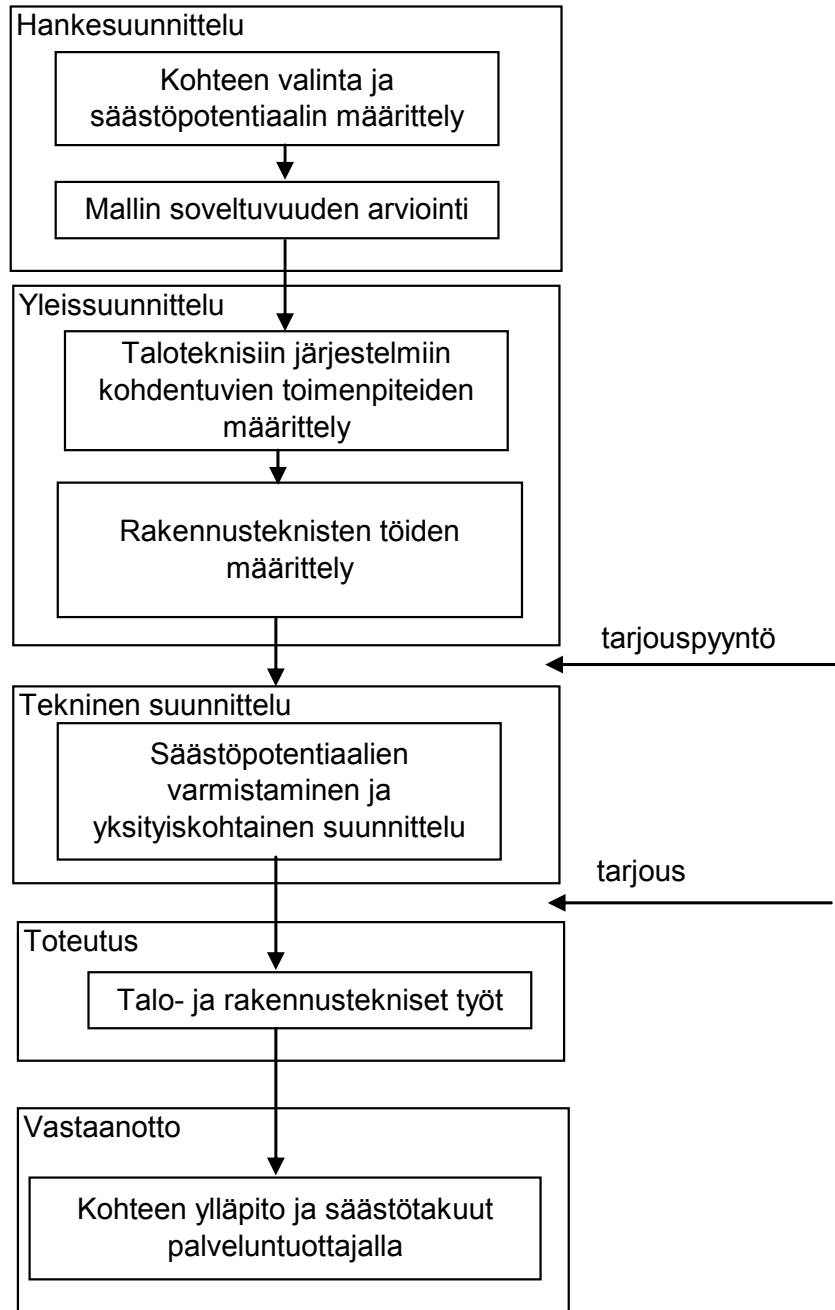 Hankesuunnittelu
Kohteen valinta ja
säästöpotentiaalin määrittely
Mallin soveltuvuuden arviointi
Yleissuunnittelu
Taloteknisiin järjestelmiin
kohdentuvien toimenpiteiden
määrittely
Rakennusteknisten töiden
määrittely
tarjouspyyntö
Tekninen suunnittelu
Säästöpotentiaalien
varmistaminen ja
yksityiskohtainen suunnittelu
tarjous
Toteutus
Talo- ja rakennustekniset työt
Vastaanotto
Kohteen ylläpito ja säästötakuut
palveluntuottajalla